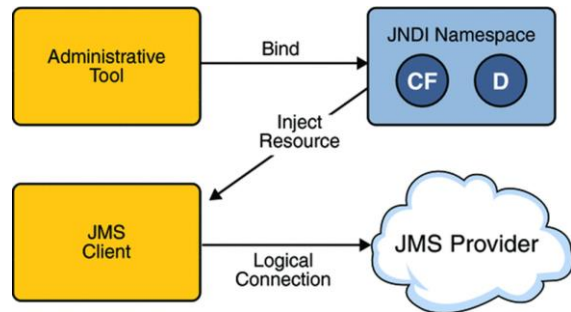 Administrative
Tool
Bind
JNDI Namespace
CF
D
Inject
Resource
JMS
Client
Logical
Connection
JMS Provider